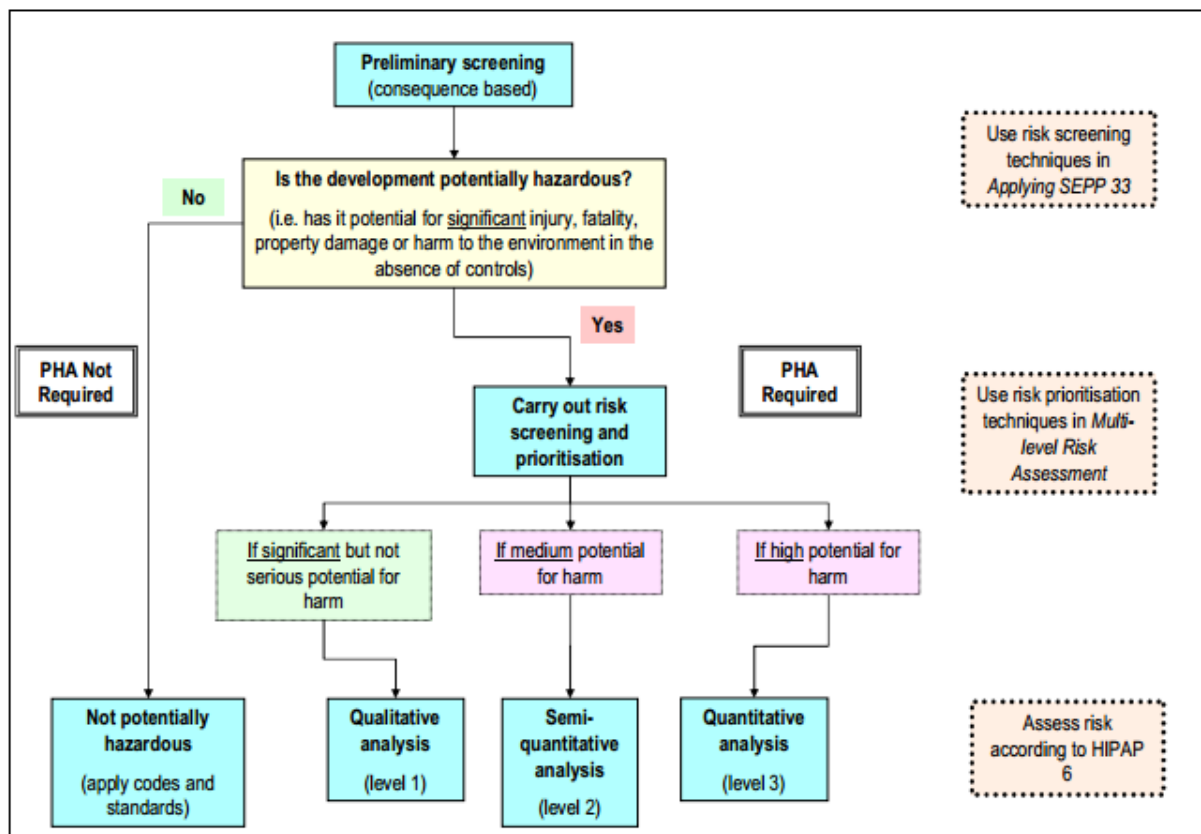 Preliminary screening
(consequence based)
Use risk screening
techniques in
Applying SEPP 33
Is the development potentially hazardous?
(i.e. has it potential for significant injury, fatality,
property damage or harm to the environment in the
absence of controls)
No
Yes
PHA Not
Required
PHA
Required
Carry out risk
screening and
prioritisation
Use risk prioritisation
techniques in Multi-
level Risk
Assessment
If significant but not
serious potential for
harm
If medium potential
for harm
If high potential for
harm
Not potentially
hazardous
(apply codes and
standards)
Qualitative
analysis
(level 1)
Semi-
quantitative
analysis
(level 2)
Quantitative
analysis
(level 3)
Assess risk
according to HIPAP
6